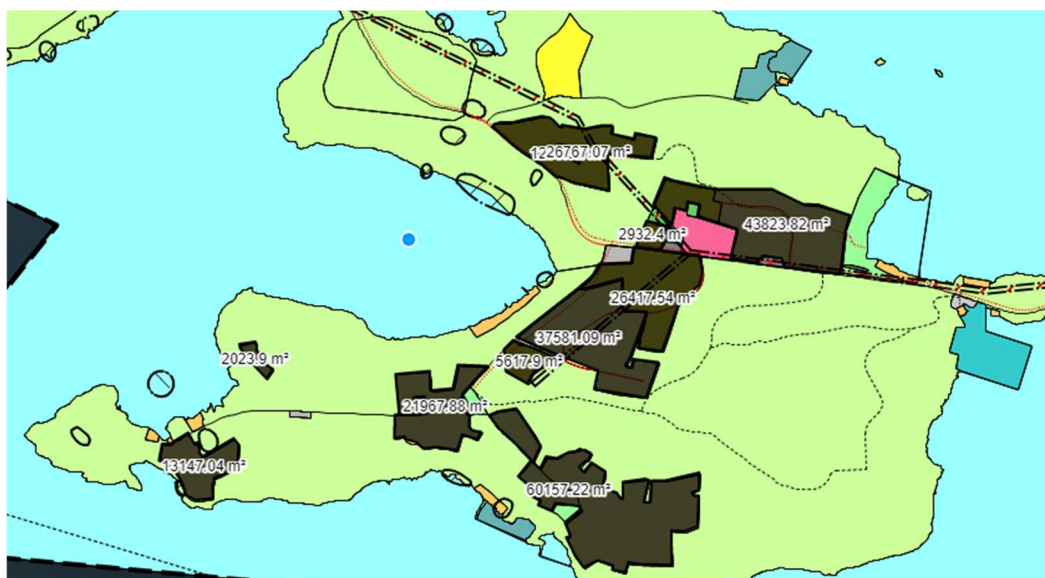 26767.07 m²
2932.4 m²
43823.82 m²
26417.54 m²
37581.09 m²
5617.9 m²
2023.9 m²
21967.88 m²
13147.04 m²
60157.22 m²